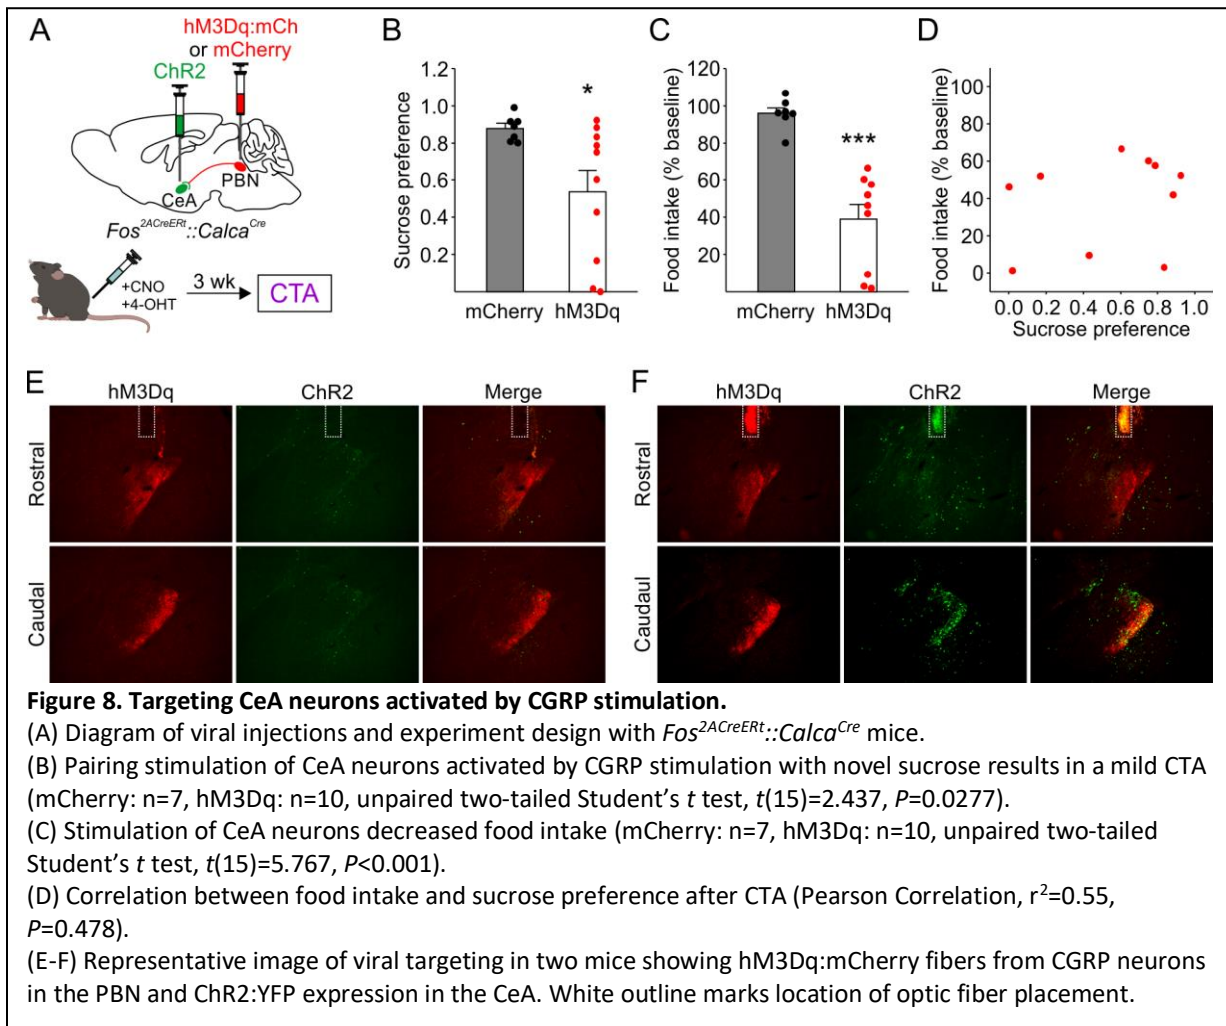 A
hM3Dq:mCh
or mCherry
ChR2
PBN
CeA
Fos2ACreERt::CalcaCre
+CNO
+4-OHT
3 wk
CTA
B
Sucrose preference
1.2
1.0
0.8
0.6
0.4
0.2
*
mCherry hM3Dq
C
Food intake (% baseline)
120
100
80
60
40
20
***
mCherry hM3Dq
D
Food intake (% baseline)
100
80
60
40
20
0
0.0 0.2 0.4 0.6 0.8 1.0
Sucrose preference
E
hM3Dq ChR2 Merge
Rostral
Caudal
F
hM3Dq ChR2 Merge
Rostral
Caudaul
Figure 8. Targeting CeA neurons activated by CGRP stimulation.
(A) Diagram of viral injections and experiment design with Fos2ACreERt::CalcaCre mice.
(B) Pairing stimulation of CeA neurons activated by CGRP stimulation with novel sucrose results in a mild CTA
(mCherry: n=7, hM3Dq: n=10, unpaired two-tailed Student’s t test, t(15)=2.437, P=0.0277).
(C) Stimulation of CeA neurons decreased food intake (mCherry: n=7, hM3Dq: n=10, unpaired two-tailed
Student’s t test, t(15)=5.767, P<0.001).
(D) Correlation between food intake and sucrose preference after CTA (Pearson Correlation, r²=0.55,
P=0.478).
(E-F) Representative image of viral targeting in two mice showing hM3Dq:mCherry fibers from CGRP neurons
in the PBN and ChR2:YFP expression in the CeA. White outline marks location of optic fiber placement.